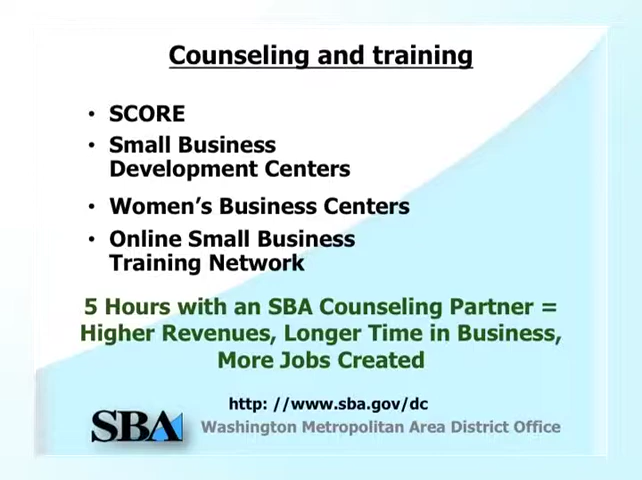 Counseling and training
• SCORE
• Small Business
Development Centers
• Women's Business Centers
• Online Small Business
Training Network
5 Hours with an SBA Counseling Partner =
Higher Revenues, Longer Time in Business,
More Jobs Created
http: //www.sba.gov/dc
SBA Washington Metropolitan Area District Office